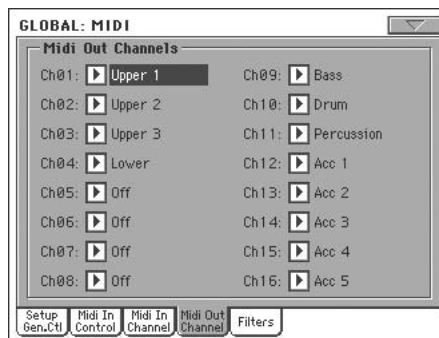 GLOBAL: MIDI
Midi Out Channels
Ch01: Upper 1
Ch02: Upper 2
Ch03: Upper 3
Ch04: Lower
Ch05: Off
Ch06: Off
Ch07: Off
Ch08: Off
Ch09: Bass
Ch10: Drum
Ch11: Percussion
Ch12: Acc 1
Ch13: Acc 2
Ch14: Acc 3
Ch15: Acc 4
Ch16: Acc 5
Setup Gen.Ctl
Midi In Control
Midi In Channel
Midi Out Channel
Filters